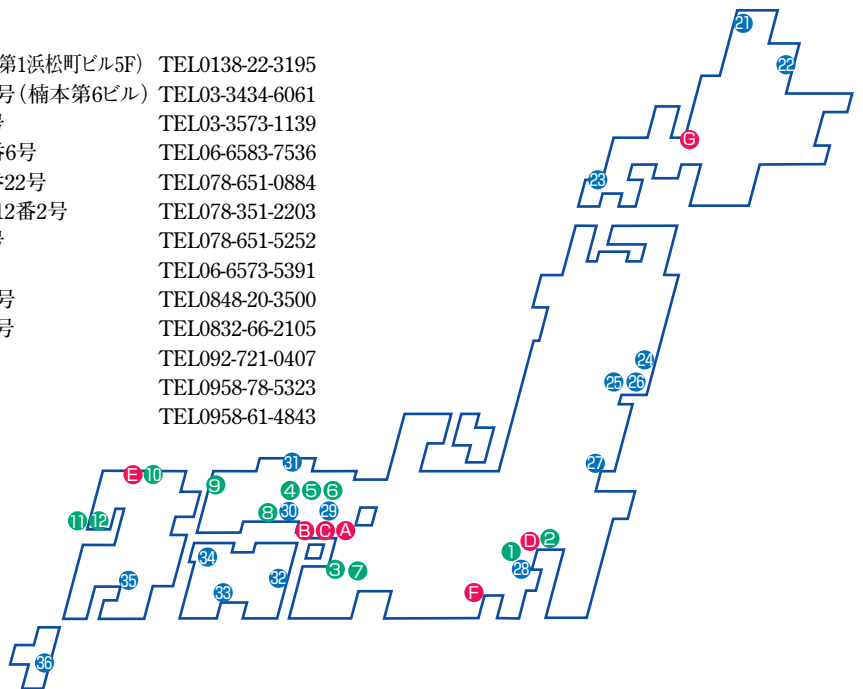 第1浜松町ビル5F) TEL0138-22-3195
号(楠本第6ビル) TEL03-3434-6061
号 TEL03-3573-1139
番6号 TEL06-6583-7536
番22号 TEL078-651-0884
12番2号 TEL078-351-2203
号 TEL078-651-5252
TEL06-6573-5391
号 TEL0848-20-3500
号 TEL0832-66-2105
TEL092-721-0407
TEL0958-78-5323
TEL0958-61-4843
21
22
G
23
24
25 26
27
31
E 10
9
4 5 6
8 30 29
11 12
B C A
D 2
1
34
3 7
28
35
32
33
F
36